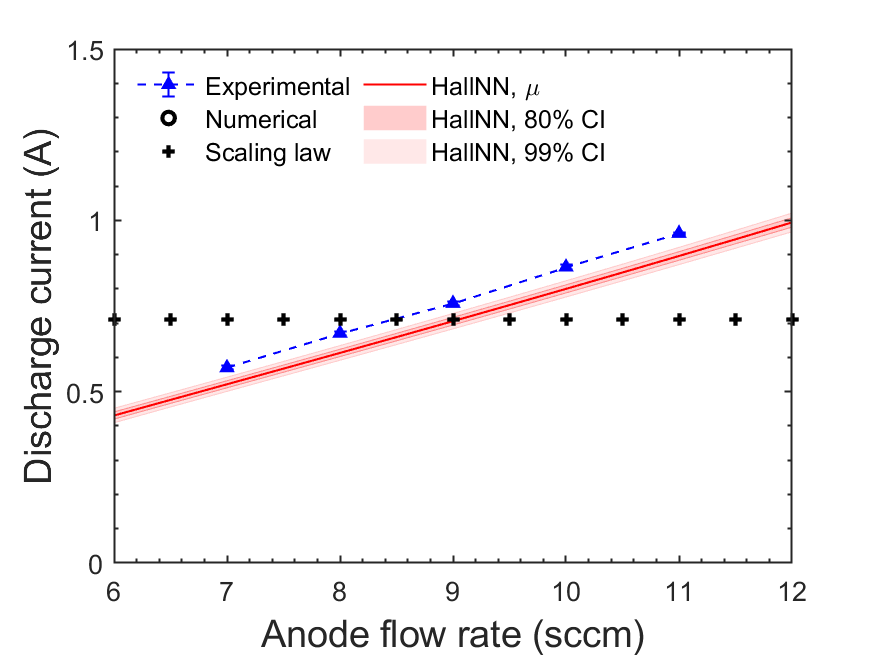 1.5
1
0.5
0
Discharge current (A)
Experimental
Numerical
Scaling law
HallNN, μ
HallNN, 80% CI
HallNN, 99% CI
6 7 8 9 10 11 12
Anode flow rate (sccm)